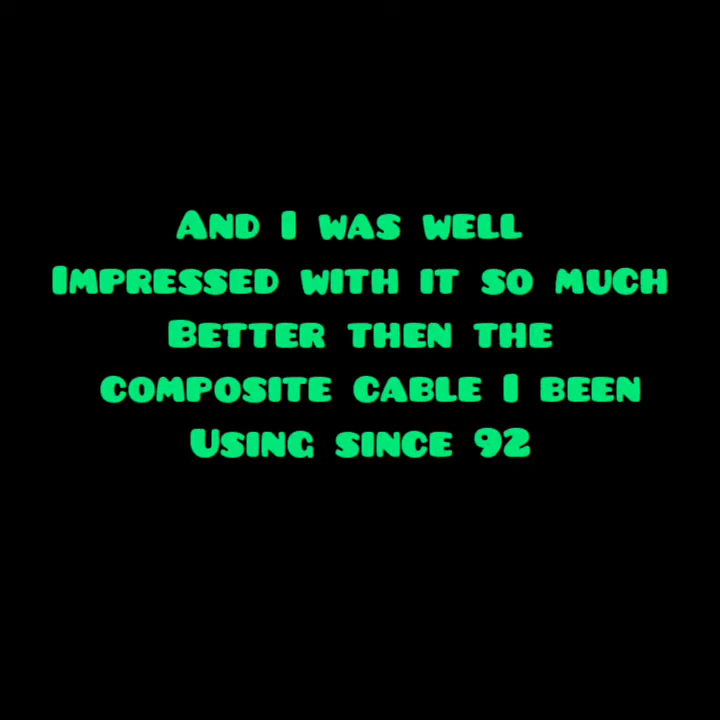 And I was well
Impressed with it so much
Better then the
composite cable I been
Using since 92